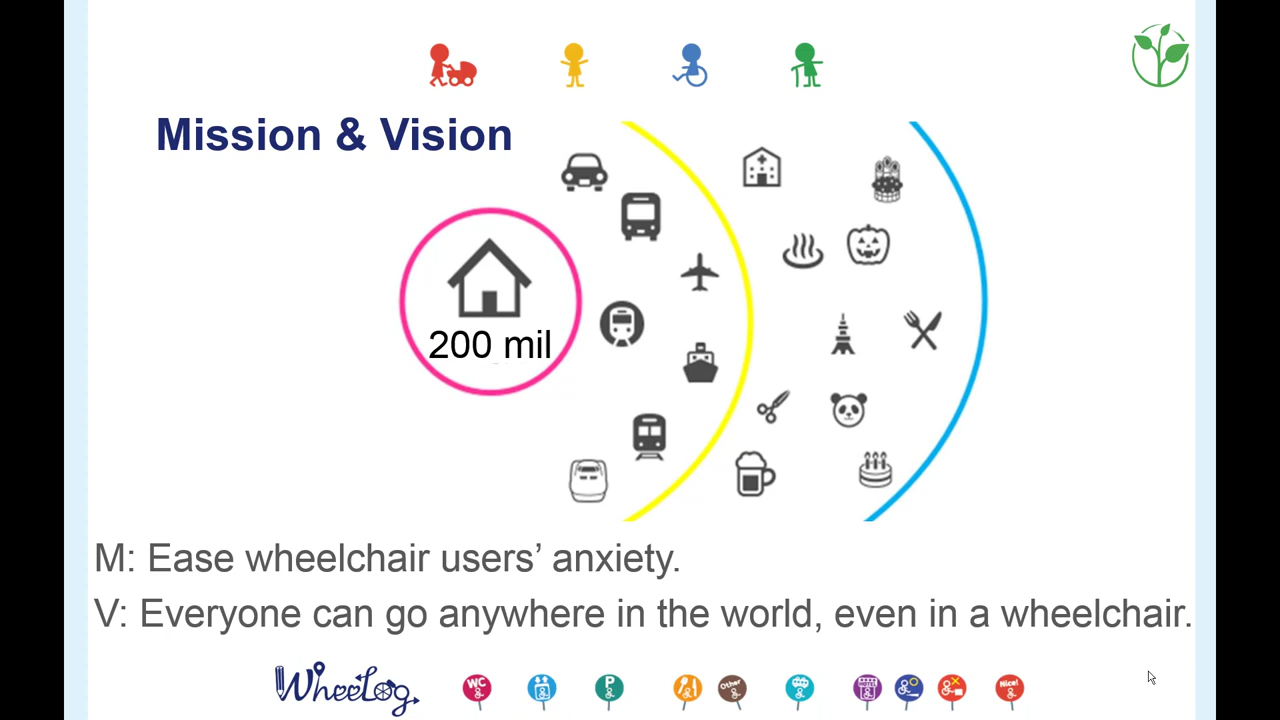 Mission & Vision
200 mil
M: Ease wheelchair users’ anxiety.
V: Everyone can go anywhere in the world, even in a wheelchair.
WheeLog
WC
P
Other
Nice!